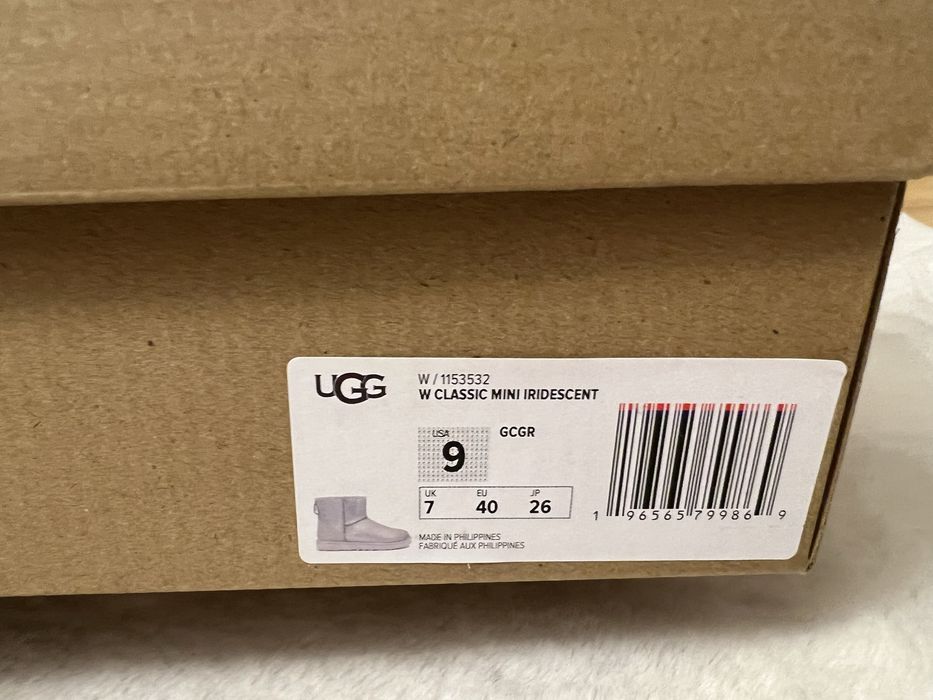 UGG
W / 1153532
W CLASSIC MINI IRIDESCENT
USA
9
GCGR
UK EU JP
7 40 26
MADE IN PHILIPPINES
FABRIQUÉ AUX PHILIPPINES
1 96565 79986 9